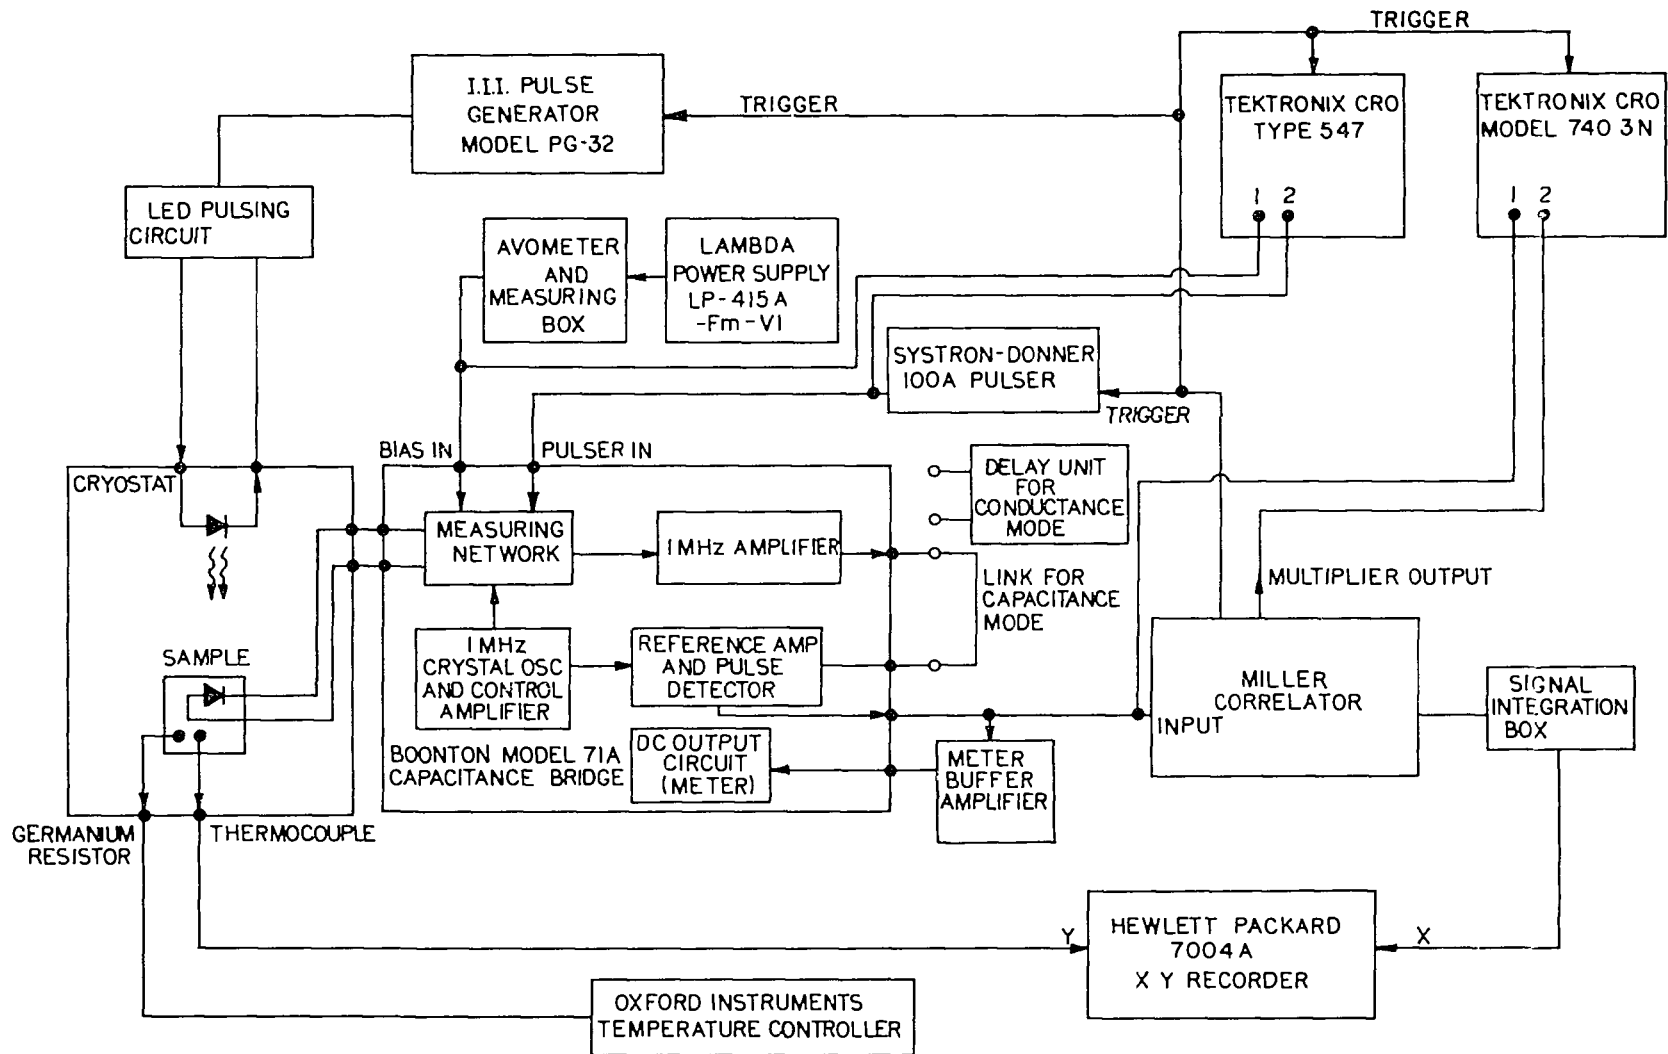 TRIGGER
I.I.I. PULSE
GENERATOR
MODEL PG-32
TRIGGER
TEKTRONIX CRO
TYPE 547
1 2
TEKTRONIX CRO
MODEL 740 3N
1 2
LED PULSING
CIRCUIT
AVOMETER
AND
MEASURING
BOX
LAMBDA
POWER SUPPLY
LP-415A
-Fm-VI
SYSTRON-DONNER
100A PULSER
TRIGGER
BIAS IN
PULSER IN
CRYOSTAT
MEASURING
NETWORK
1 MHz AMPLIFIER
DELAY UNIT
FOR
CONDUCTANCE
MODE
LINK FOR
CAPACITANCE
MODE
MULTIPLIER OUTPUT
SAMPLE
1 MHz
CRYSTAL OSC
AND CONTROL
AMPLIFIER
REFERENCE AMP
AND PULSE
DETECTOR
MILLER
CORRELATOR
INPUT
SIGNAL
INTEGRATION
BOX
BOONTON MODEL 71A
CAPACITANCE BRIDGE
DC OUTPUT
CIRCUIT
(METER)
METER
BUFFER
AMPLIFIER
GERMANIUM
RESISTOR
THERMOCOUPLE
Y
HEWLETT PACKARD
7004A
X Y RECORDER
X
OXFORD INSTRUMENTS
TEMPERATURE CONTROLLER